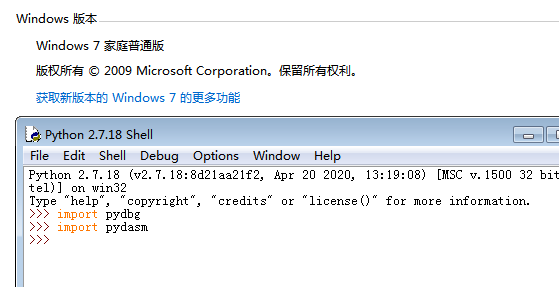 Windows 版本
Windows 7 家庭普通版
版权所有 © 2009 Microsoft Corporation。保留所有权利。
获取新版本的 Windows 7 的更多功能
Python 2.7.18 Shell
File Edit Shell Debug Options Window Help
Python 2.7.18 (v2.7.18:8d21aa21f2, Apr 20 2020, 13:19:08) [MSC v.1500 32 bit
tel)] on win32
Type "help", "copyright", "credits" or "license()" for more information.
>>> import pydbg
>>> import pydasm
>>>